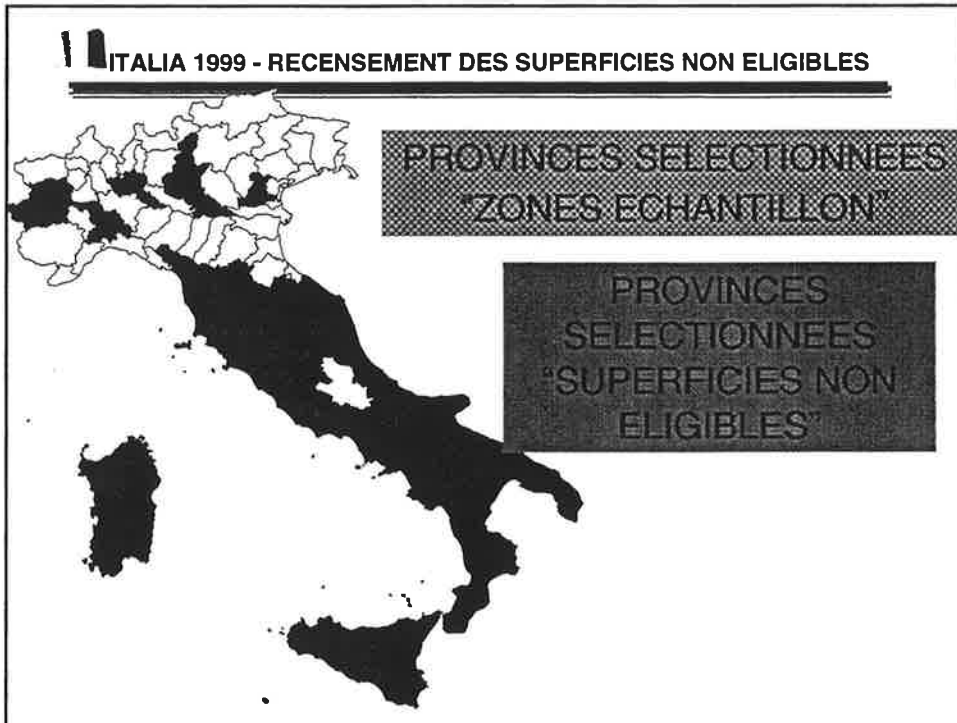 ITALIA 1999 - RECENSEMENT DES SUPERFICIES NON ELIGIBLES
PROVINCES SELECTIONNEES
"ZONES ECHANTILLON"
PROVINCES
SELECTIONNEES
"SUPERFICIES NON
ELIGIBLES"